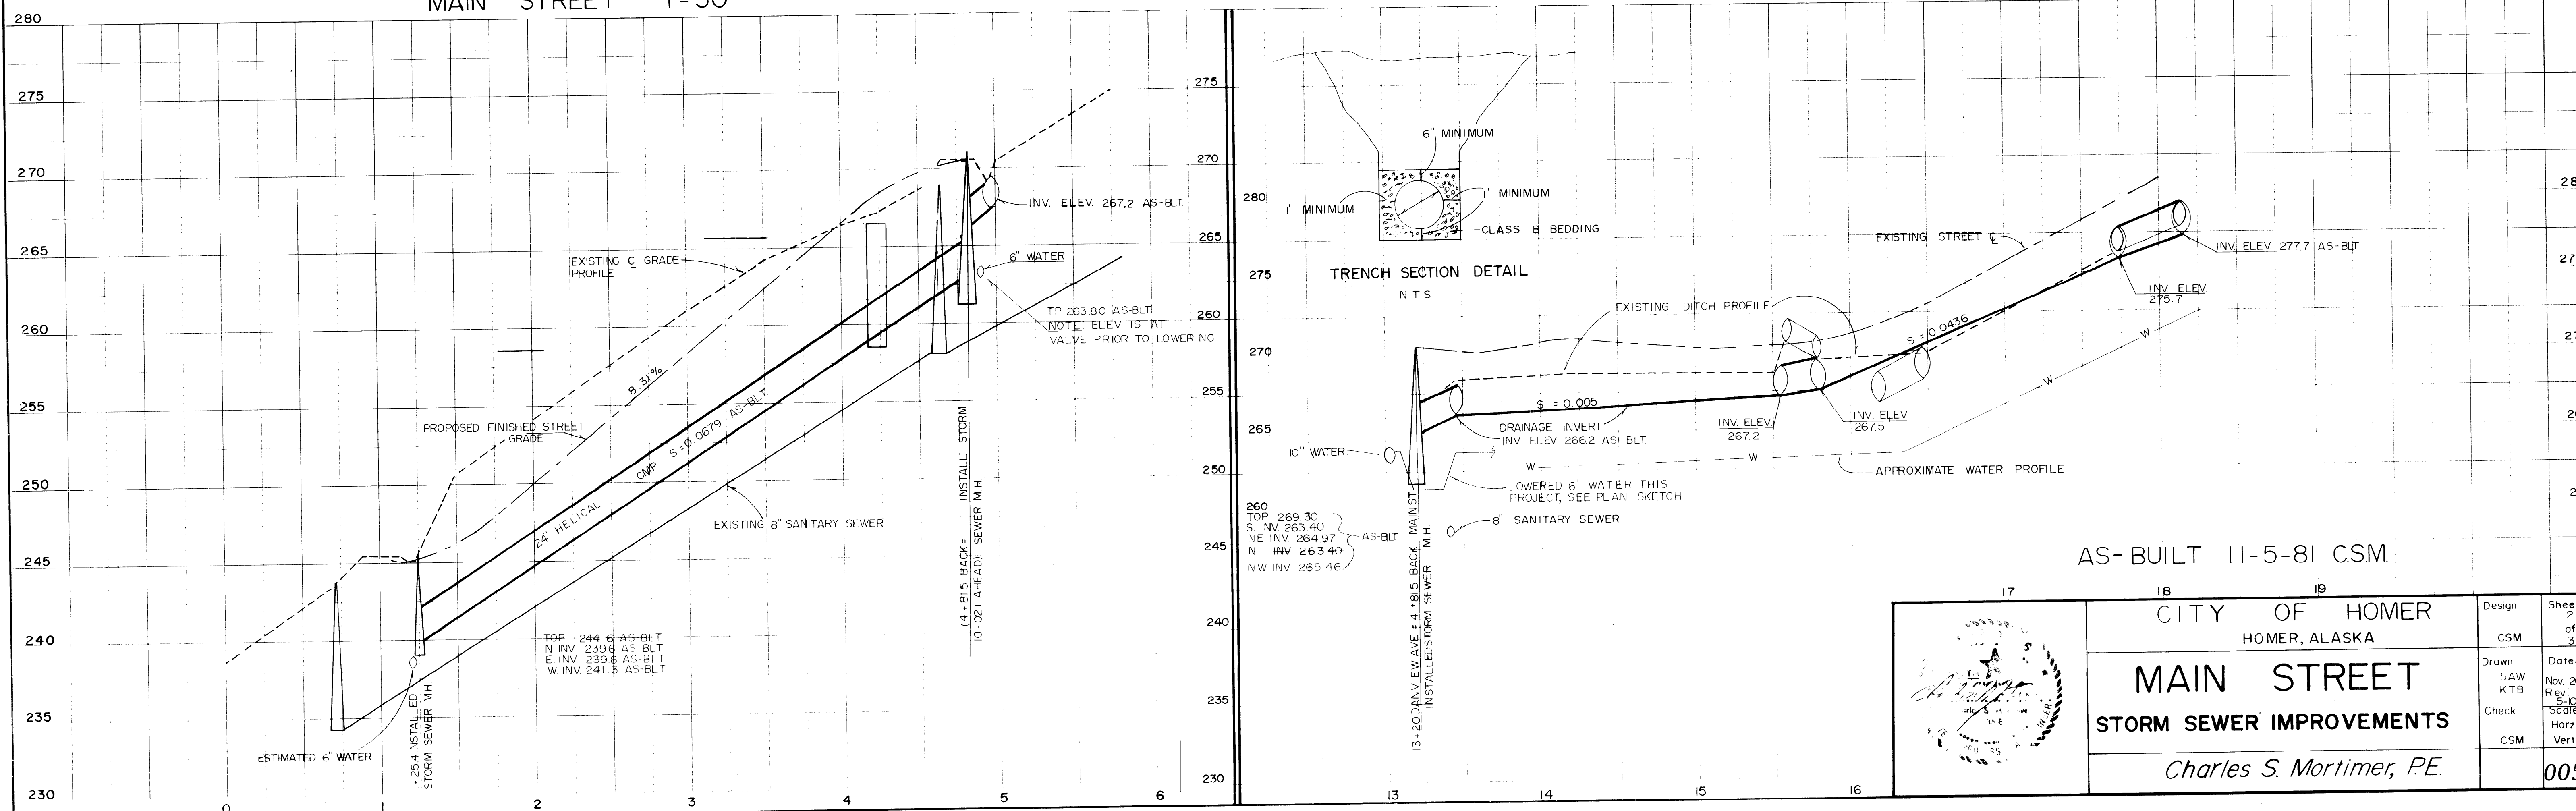 MAIN STREET 1"=50'
280
275
270
265
260
255
250
245
240
235
230
0
1
2
3
4
5
6
EXISTING ℄ GRADE
PROFILE
8.31%
PROPOSED FINISHED STREET
GRADE
24" HELICAL CMP S=0.0679 AS-BLT
EXISTING 8" SANITARY SEWER
INV. ELEV. 267.2 AS-BLT
6" WATER
TP 263.80 AS-BLT
NOTE ELEV IS AT
VALVE PRIOR TO LOWERING
(4+81.5 BACK= INSTALL STORM
10+02.1 AHEAD) SEWER M.H.
TOP 244.6 AS-BLT
N INV. 239.6 AS-BLT
E. INV 239.8 AS-BLT
W. INV 241.3 AS-BLT
ESTIMATED 6" WATER
1+25.4 INSTALLED
STORM SEWER M.H.
275
270
265
260
255
250
245
240
235
230
280
275
270
265
260
6" MINIMUM
1' MINIMUM
1' MINIMUM
CLASS B BEDDING
TRENCH SECTION DETAIL
NTS
EXISTING DITCH PROFILE
EXISTING STREET ℄
INV. ELEV 277.7 AS-BLT
INV. ELEV.
275.7
S = 0.0436
S = 0.005
DRAINAGE INVERT
INV. ELEV 266.2 AS-BLT
INV. ELEV.
267.2
INV. ELEV.
267.5
10" WATER
W
W
W
W
APPROXIMATE WATER PROFILE
LOWERED 6" WATER THIS
PROJECT, SEE PLAN SKETCH
8" SANITARY SEWER
TOP 269.30
S INV 263.40
NE INV 264.97
N INV 263.40
NW INV 265.46
AS-BLT
13+20 DANVIEW AVE = 4+81.5 BACK MAIN ST.
INSTALLED STORM SEWER M H
13
14
15
16
17
18
19
AS-BUILT 11-5-81 C.S.M.
CITY OF HOMER
HOMER, ALASKA
MAIN STREET
STORM SEWER IMPROVEMENTS
Charles S. Mortimer, P.E.
Design
CSM
Drawn
SAW
KTB
Check
CSM
2
of
3
Rev
Horz
Vert
005